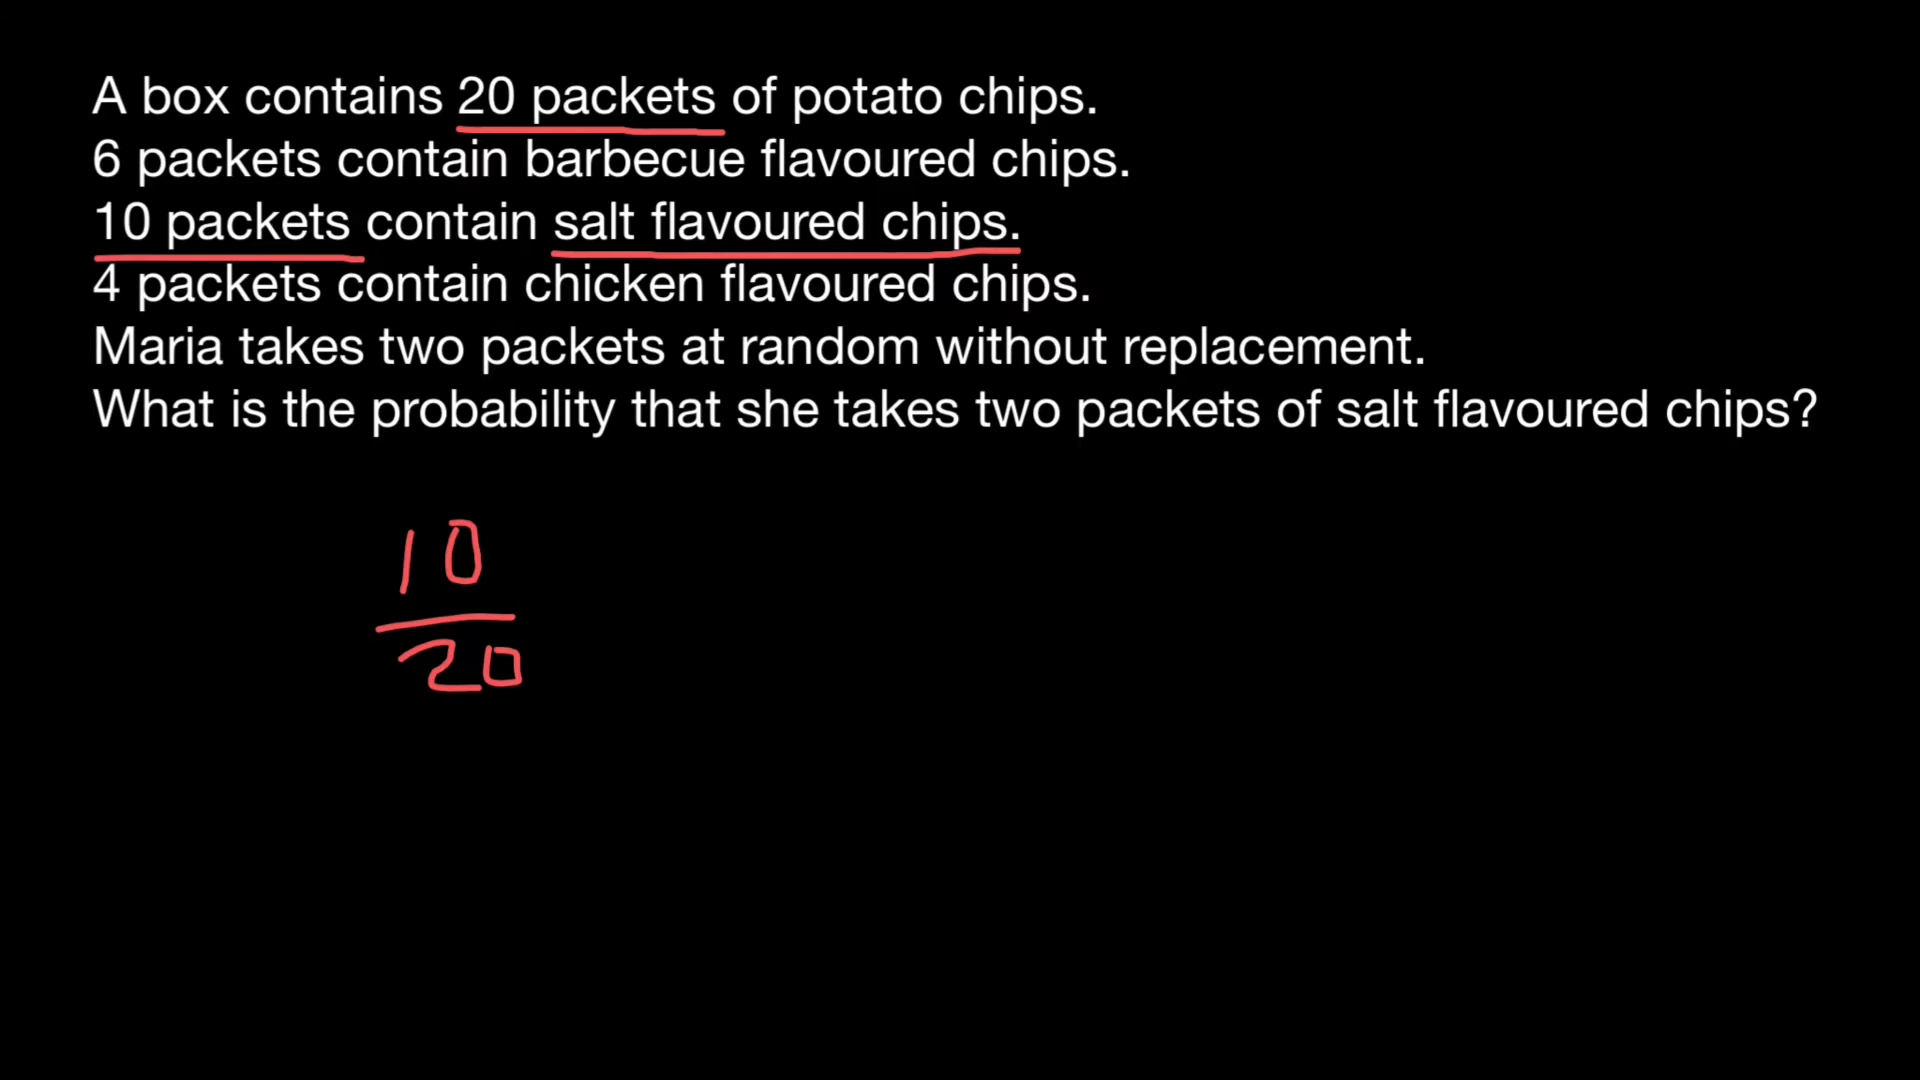 A box contains 20 packets of potato chips.
6 packets contain barbecue flavoured chips.
10 packets contain salt flavoured chips.
4 packets contain chicken flavoured chips.
Maria takes two packets at random without replacement.
What is the probability that she takes two packets of salt flavoured chips?
10
20